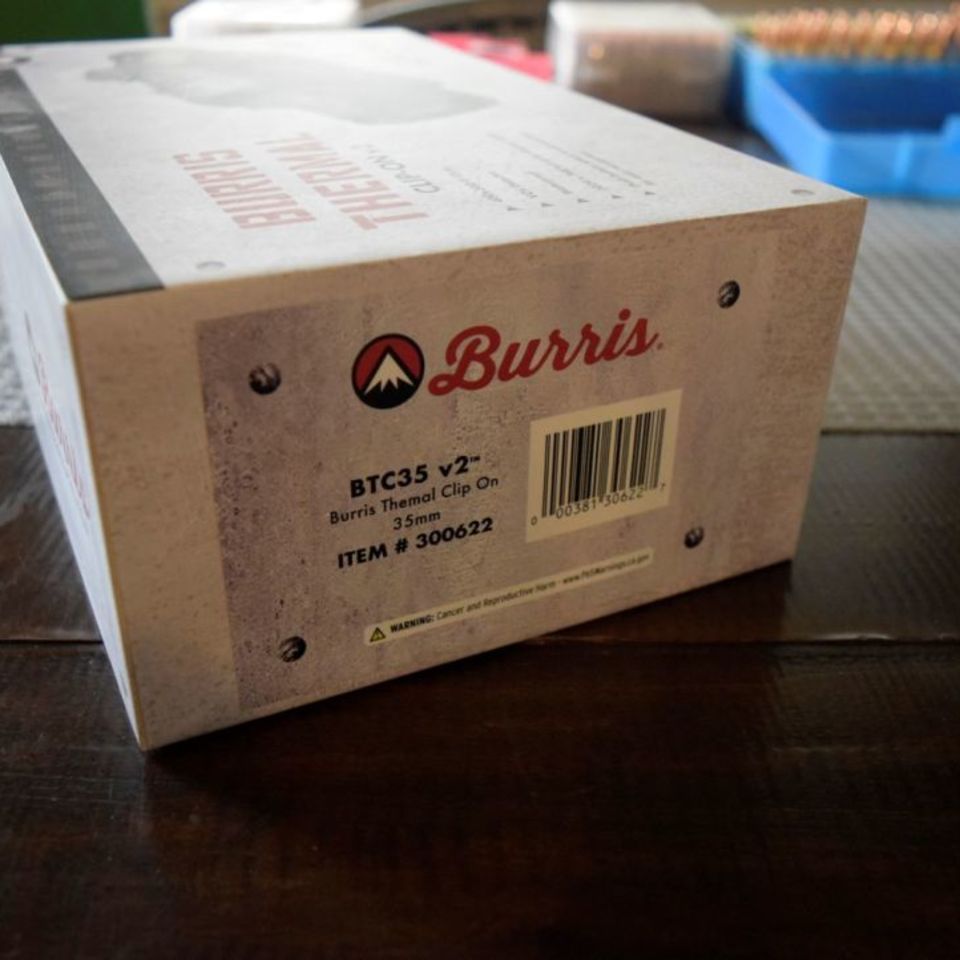 BURRIS
THERMAL
CLIP-ON v.2
Burris.
BTC35 v2™
Burris Themal Clip On
35mm
ITEM # 300622
0 00381 30622 7
WARNING: Cancer and Reproductive Harm - www.P65Warnings.ca.gov